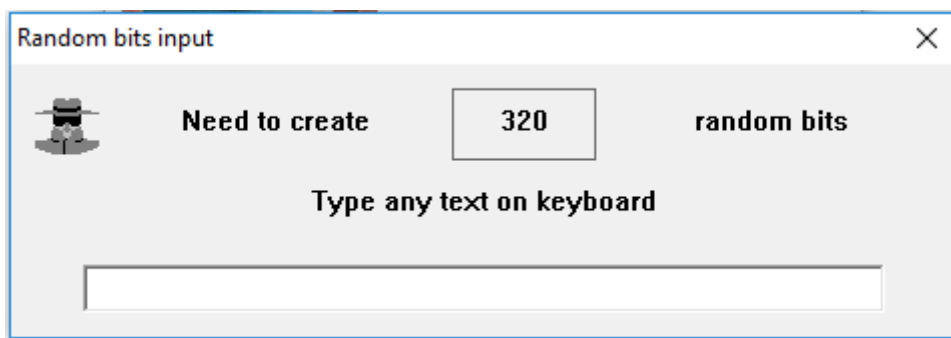 Random bits input
Need to create 320 random bits
Type any text on keyboard